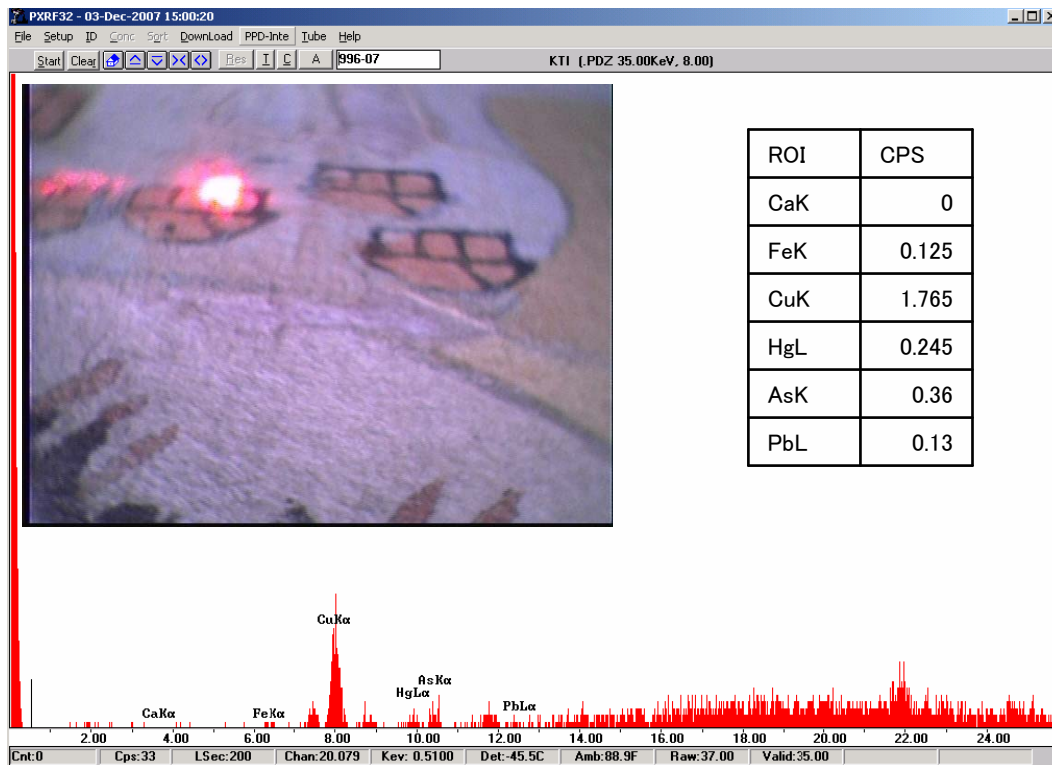 PXRF32 - 03-Dec-2007 15:00:20
File Setup ID Conc Sort DownLoad PPD-Inte Tube Help
Start Clear Res I C A 996-07 KTI (.PDZ 35.00KeV, 8.00)
ROI CPS
CaK 0
FeK 0.125
CuK 1.765
HgL 0.245
AsK 0.36
PbL 0.13
CuKα
AsKα
HgLα
PbLα
CaKα
FeKα
2.00 4.00 6.00 8.00 10.00 12.00 14.00 16.00 18.00 20.00 22.00 24.00
Cnt:0 Cps:33 LSec:200 Chan:20.079 Kev: 0.5100 Det:-45.5C Amb:88.9F Raw:37.00 Valid:35.00